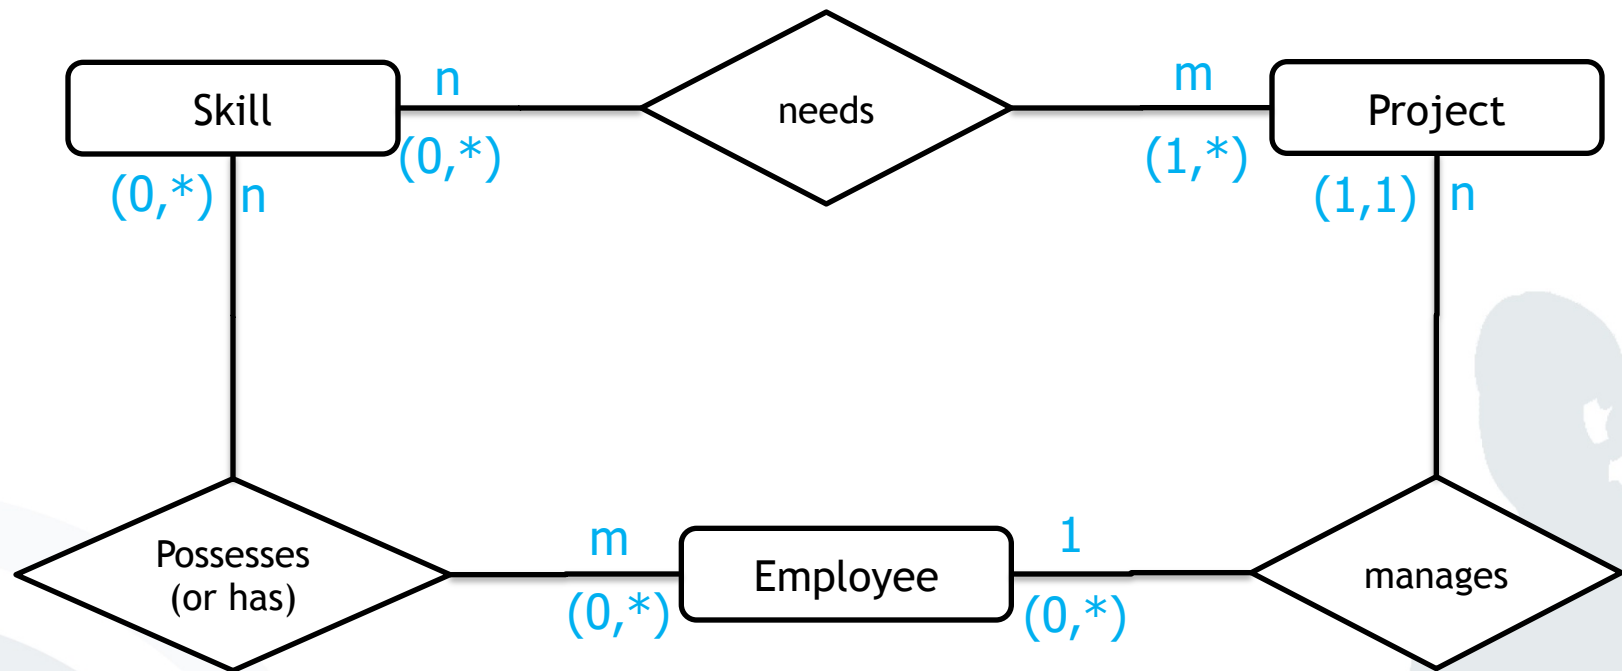 n
m
Skill
needs
Project
(0,*)
(1,*)
(0,*) n
(1,1) n
Possesses
(or has)
m
Employee
1
manages
(0,*)
(0,*)